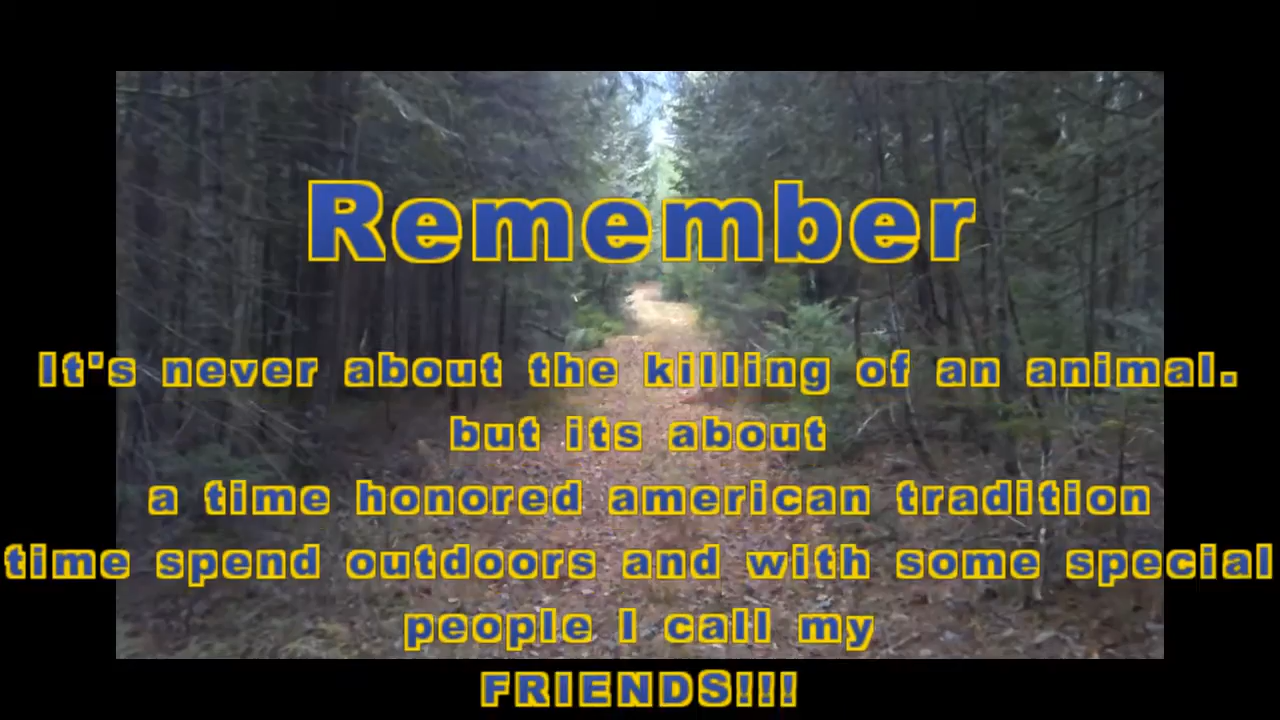 Remember
It's never about the killing of an animal.
but its about
a time honored american tradition
time spend outdoors and with some special
people I call my
FRIENDS!!!